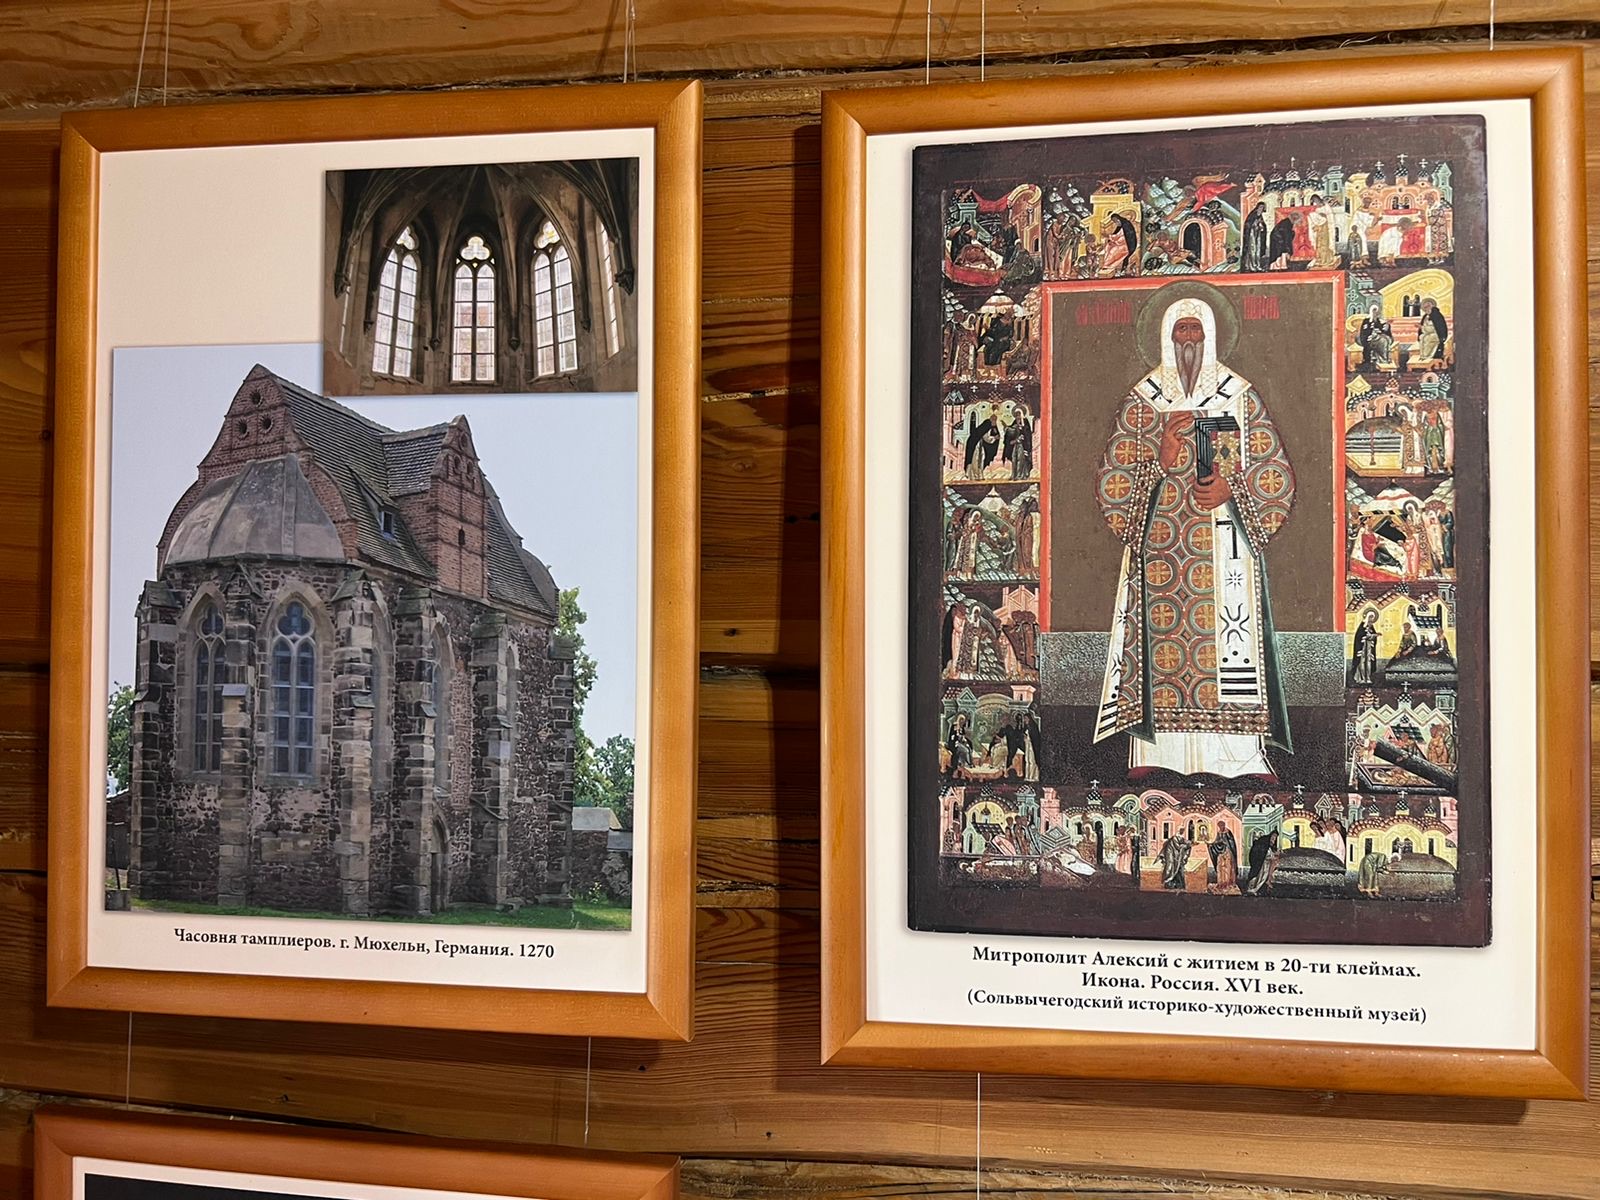 Часовня тамплиеров. г. Мюхельн, Германия. 1270
Митрополит Алексий с житием в 20-ти клеймах.
Икона. Россия. XVI век.
(Сольвычегодский историко-художественный музей)